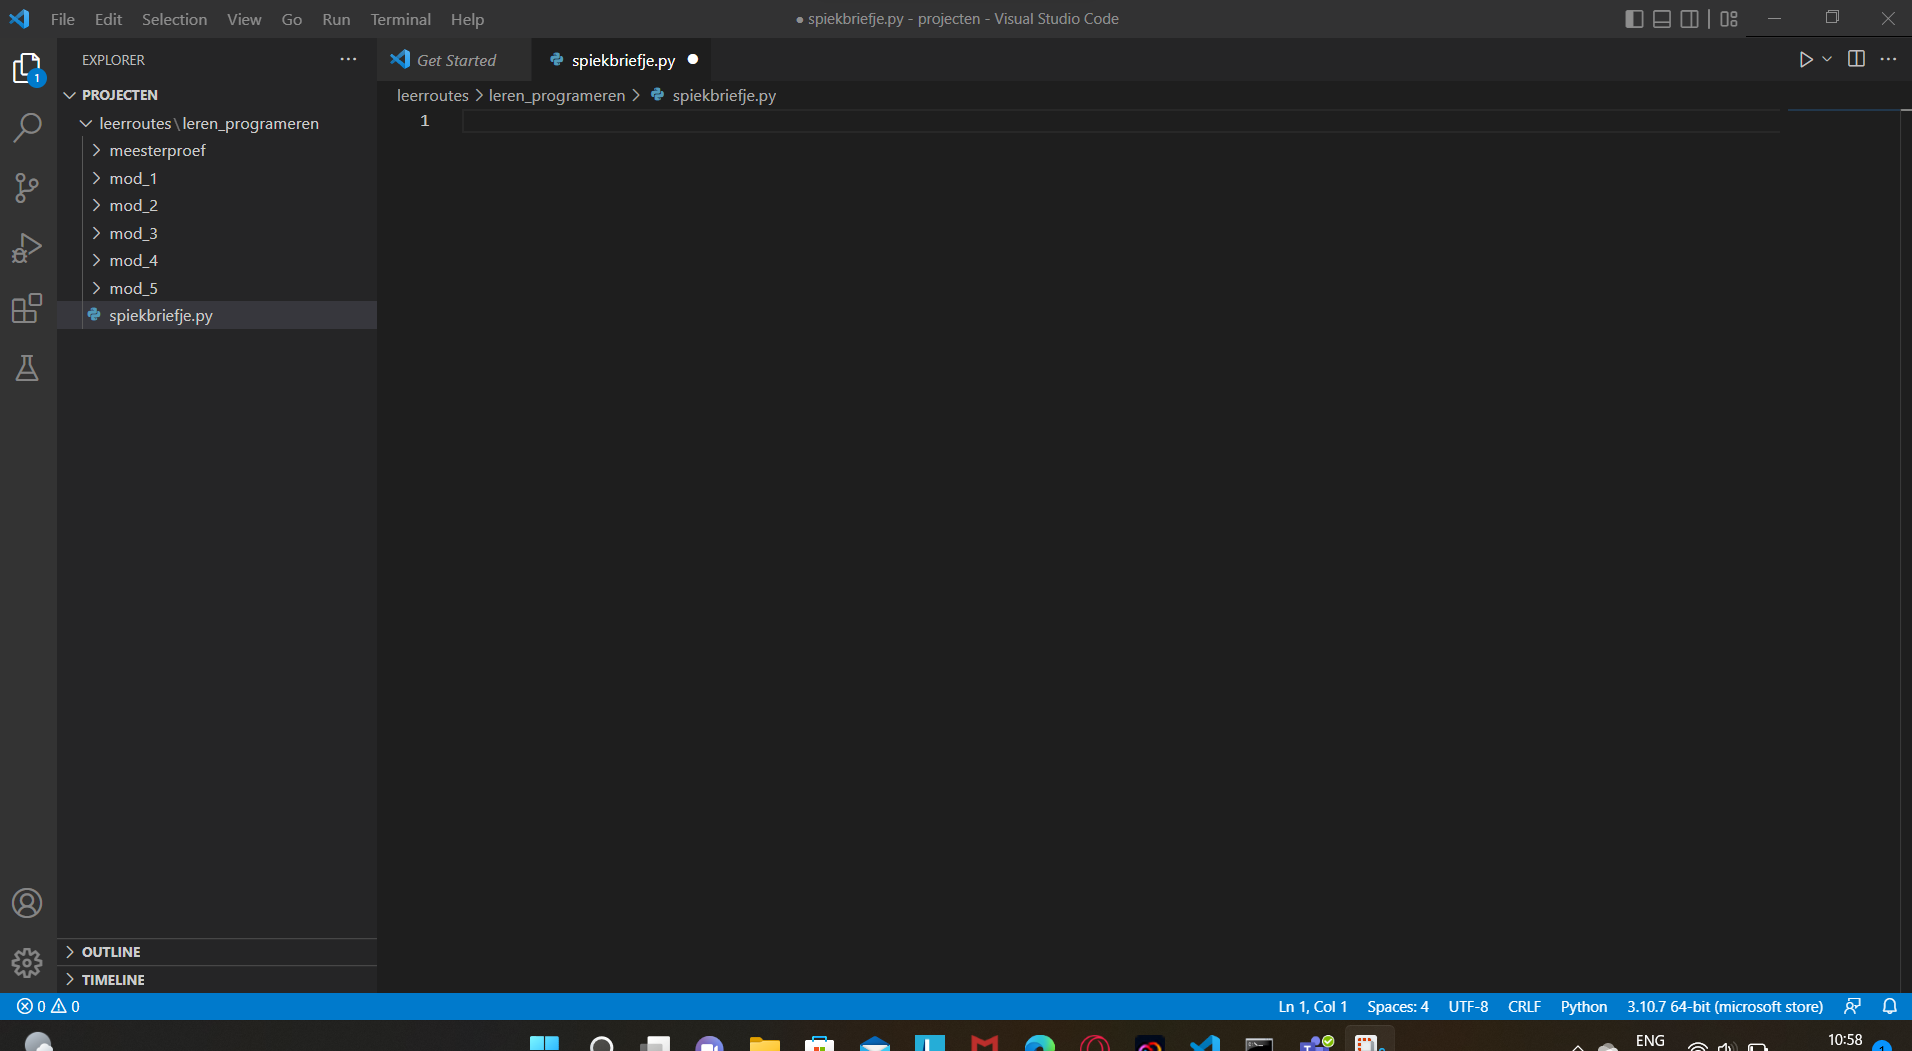 File Edit Selection View Go Run Terminal Help
● spiekbriefje.py - projecten - Visual Studio Code
EXPLORER
Get Started
spiekbriefje.py
PROJECTEN
leerroutes > leren_programeren > spiekbriefje.py
leerroutes\leren_programeren
1
meesterproef
mod_1
mod_2
mod_3
mod_4
mod_5
spiekbriefje.py
1
OUTLINE
TIMELINE
0 0
Ln 1, Col 1 Spaces: 4 UTF-8 CRLF Python 3.10.7 64-bit (microsoft store)
ENG
10:58
1